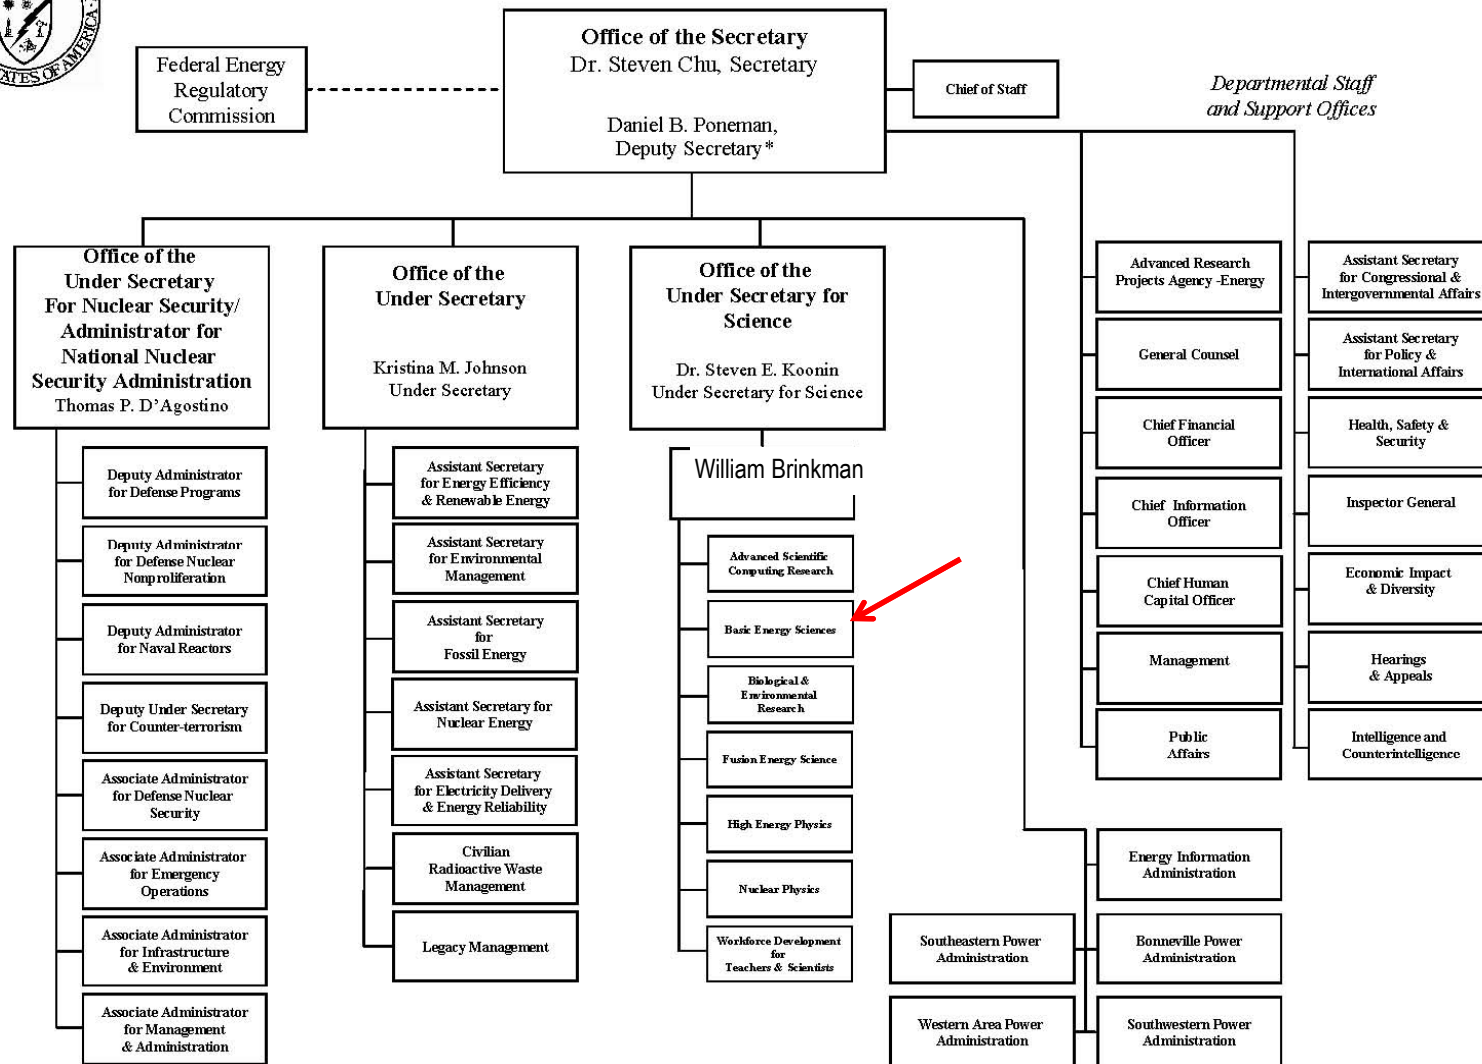 STATES OF AMERICA
Office of the Secretary
Dr. Steven Chu, Secretary
Daniel B. Poneman,
Deputy Secretary*
Federal Energy
Regulatory
Commission
Chief of Staff
Departmental Staff
and Support Offices
Office of the
Under Secretary
For Nuclear Security/
Administrator for
National Nuclear
Security Administration
Thomas P. D'Agostino
Deputy Administrator
for Defense Programs
Deputy Administrator
for Defense Nuclear
Nonproliferation
Deputy Administrator
for Naval Reactors
Deputy Under Secretary
for Counter-terrorism
Associate Administrator
for Defense Nuclear
Security
Associate Administrator
for Emergency
Operations
Associate Administrator
for Infrastructure
& Environment
Associate Administrator
for Management
& Administration
Office of the
Under Secretary
Kristina M. Johnson
Under Secretary
Assistant Secretary
for Energy Efficiency
& Renewable Energy
Assistant Secretary
for Environmental
Management
Assistant Secretary
for
Fossil Energy
Assistant Secretary for
Nuclear Energy
Assistant Secretary
for Electricity Delivery
& Energy Reliability
Civilian
Radioactive Waste
Management
Legacy Management
Office of the
Under Secretary for
Science
Dr. Steven E. Koonin
Under Secretary for Science
William Brinkman
Advanced Scientific
Computing Research
Basic Energy Sciences
Biological &
Environmental
Research
Fusion Energy Science
High Energy Physics
Nuclear Physics
Workforce Development
for
Teachers & Scientists
Advanced Research
Projects Agency -Energy
General Counsel
Chief Financial
Officer
Chief Information
Officer
Chief Human
Capital Officer
Management
Public
Affairs
Assistant Secretary
for Congressional &
Intergovernmental Affairs
Assistant Secretary
for Policy &
International Affairs
Health, Safety &
Security
Inspector General
Economic Impact
& Diversity
Hearings
& Appeals
Intelligence and
Counterintelligence
Energy Information
Administration
Southeastern Power
Administration
Bonneville Power
Administration
Western Area Power
Administration
Southwestern Power
Administration